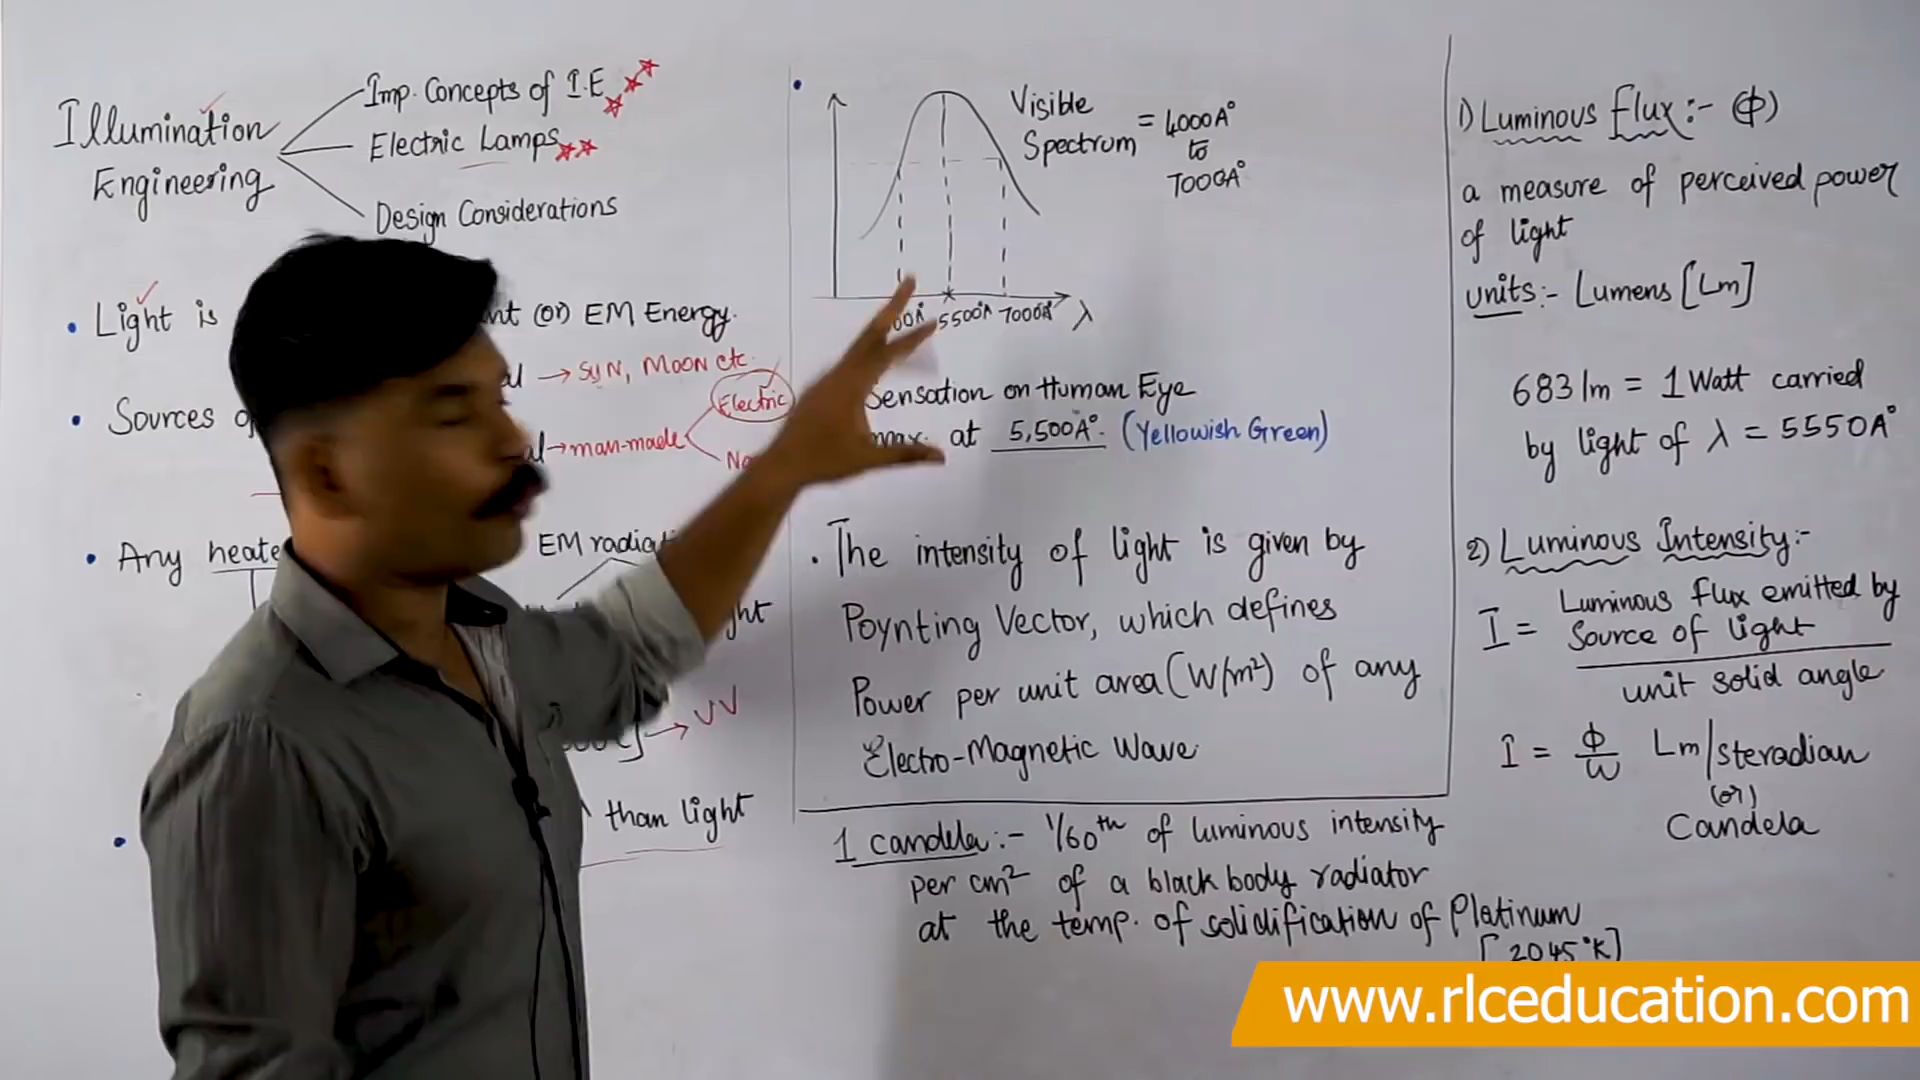 Illumination
Engineering
Imp. Concepts of I.E
Electric Lamps
Design Considerations
• Light is
(or) EM Energy.
→ SUN, MOON etc.
• Sources
→ man-made
Electric
• Any
EM
→ UV
than light
• Visible
Spectrum = 4000A°
to
7000A°
5500A° 7000A° λ
Sensation on Human Eye
max. at 5,500A°. (Yellowish Green)
• The intensity of light is given by
Poynting Vector, which defines
Power per unit area (W/m²) of any
Electro-Magnetic Wave
1 candela:- 1/60th of luminous intensity
per cm² of a black body radiator
at the temp. of solidification of Platinum
[2045°K]
1) Luminous Flux:- (ϕ)
a measure of perceived power
of light
units:- Lumens [Lm]
683 lm = 1 Watt carried
by light of λ = 5550A°
2) Luminous Intensity:-
I = Luminous Flux emitted by
Source of light
unit solid angle
I = Φ/ω Lm/steradian
(or)
Candela
www.rlceducation.com